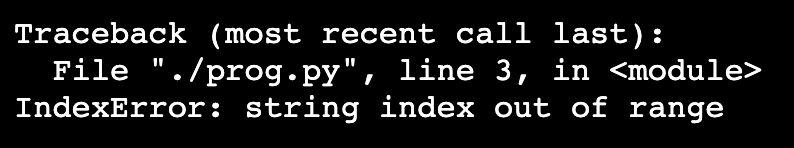 Traceback (most recent call last):
  File "./prog.py", line 3, in <module>
IndexError: string index out of range